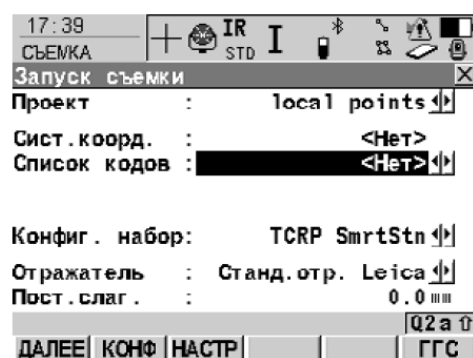 17:39
СЪЕМКА
IR
STD
I
Запуск съемки
Проект : local points
Сист.коорд. : <Нет>
Список кодов : <Нет>
Конфиг. набор: TCRP SmrtStn
Отражатель : Станд.отр. Leica
Пост.слаг. : 0.0 mm
Q2a
ДАЛЕЕ КОНФ НАСТР ГГС